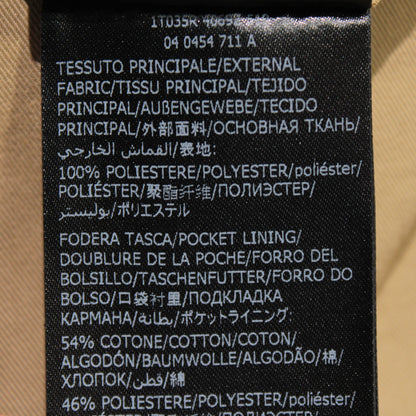 04 0454 711 A
TESSUTO PRINCIPALE/EXTERNAL
FABRIC/TISSU PRINCIPAL/TEJIDO
PRINCIPAL/AUßENGEWEBE/TECIDO
PRINCIPAL/外部面料/ОСНОВНАЯ ТКАНЬ/
القماش الخارجي/表地:
100% POLIESTERE/POLYESTER/poliéster/
POLIÉSTER/聚酯纤维/ПОЛИЭСТЕР/
بوليستر/ポリエステル
FODERA TASCA/POCKET LINING/
DOUBLURE DE LA POCHE/FORRO DEL
BOLSILLO/TASCHENFUTTER/FORRO DO
BOLSO/口袋衬里/ПОДКЛАДКА
КАРМАНА/بطانة/ポケットライニング:
54% COTONE/COTTON/COTON/
ALGODÓN/BAUMWOLLE/ALGODÃO/棉/
ХЛОПОК/قطن/綿
46% POLIESTERE/POLYESTER/poliéster/